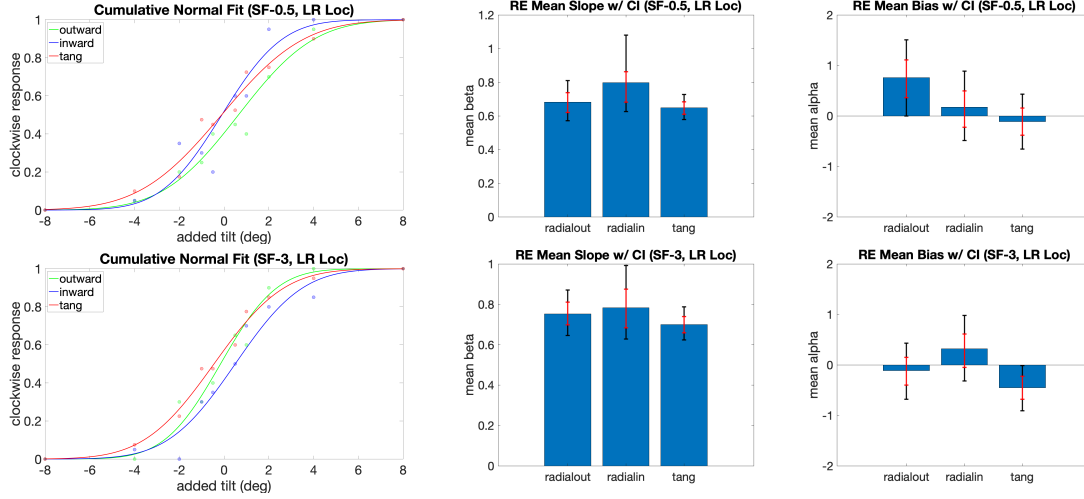 Cumulative Normal Fit (SF-0.5, LR Loc)
clockwise response
1
0.8
0.6
0.4
0.2
0
outward
inward
tang
-8 -6 -4 -2 0 2 4 6 8
added tilt (deg)
RE Mean Slope w/ CI (SF-0.5, LR Loc)
mean beta
1.2
1
0.8
0.6
0.4
0.2
0
radialout radialin tang
RE Mean Bias w/ CI (SF-0.5, LR Loc)
mean alpha
2
1
0
-1
-2
radialout radialin tang
Cumulative Normal Fit (SF-3, LR Loc)
clockwise response
1
0.8
0.6
0.4
0.2
0
outward
inward
tang
-8 -6 -4 -2 0 2 4 6 8
added tilt (deg)
RE Mean Slope w/ CI (SF-3, LR Loc)
mean beta
1
0.8
0.6
0.4
0.2
0
radialout radialin tang
RE Mean Bias w/ CI (SF-3, LR Loc)
mean alpha
2
1
0
-1
-2
radialout radialin tang